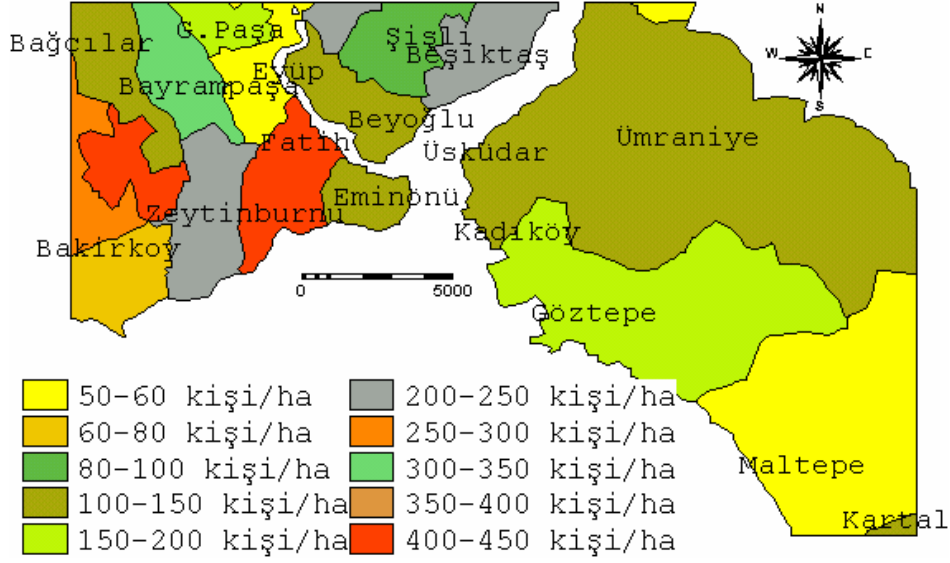 N
G.Paşa
Şişli
Bağcılar
Beşiktaş
W
E
Eyüp
Bayrampaşa
S
Beyoğlu
Ümraniye
Fatih
Üsküdar
Eminönü
Zeytinburnu
Kadıköy
Bakırkoy
0
5000
Göztepe
50-60 kişi/ha
200-250 kişi/ha
60-80 kişi/ha
250-300 kişi/ha
80-100 kişi/ha
300-350 kişi/ha
Maltepe
100-150 kişi/ha
350-400 kişi/ha
Kartal
150-200 kişi/ha
400-450 kişi/ha